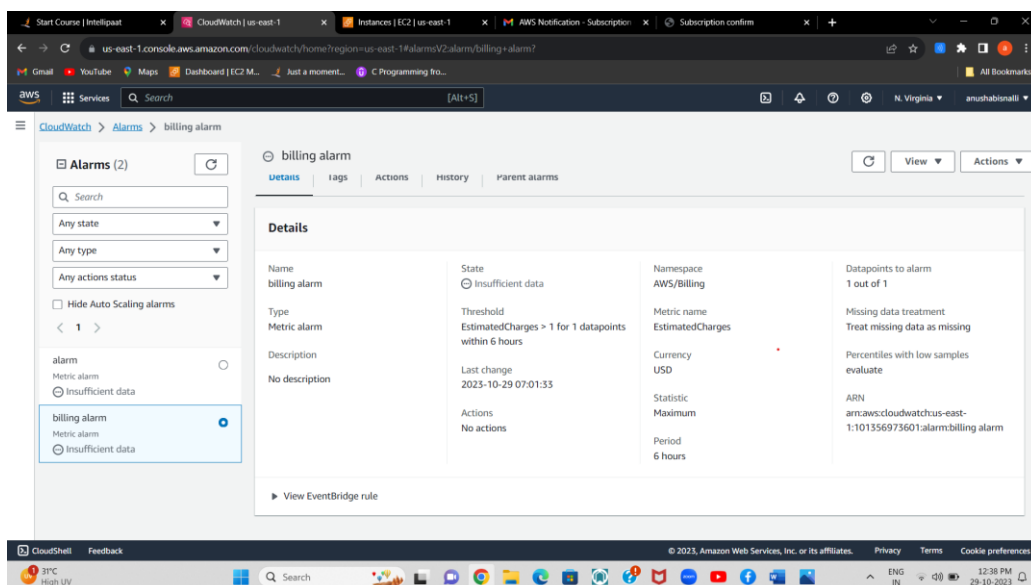 Start Course | Intellipaat
CloudWatch | us-east-1
Instances | EC2 | us-east-1
AWS Notification - Subscription
Subscription confirm
us-east-1.console.aws.amazon.com/cloudwatch/home?region=us-east-1#alarmsV2:alarm/billing+alarm?
Gmail
YouTube
Maps
Dashboard | EC2 M...
Just a moment...
C Programming fro...
All Bookmarks
aws
Services
Search
[Alt+S]
N. Virginia
anushabisnalli
CloudWatch > Alarms > billing alarm
Alarms (2)
Search
Any state
Any type
Any actions status
Hide Auto Scaling alarms
< 1 >
alarm
Metric alarm
Insufficient data
billing alarm
Metric alarm
Insufficient data
billing alarm
View
Actions
Details
Tags
Actions
History
Parent alarms
Details
Name
billing alarm
Type
Metric alarm
Description
No description
State
Insufficient data
Threshold
EstimatedCharges > 1 for 1 datapoints
within 6 hours
Last change
2023-10-29 07:01:33
Actions
No actions
Namespace
AWS/Billing
Metric name
EstimatedCharges
Currency
USD
Statistic
Maximum
Period
6 hours
Datapoints to alarm
1 out of 1
Missing data treatment
Treat missing data as missing
Percentiles with low samples
evaluate
ARN
arn:aws:cloudwatch:us-east-
1:101356973601:alarm:billing alarm
View EventBridge rule
CloudShell
Feedback
© 2023, Amazon Web Services, Inc. or its affiliates.
Privacy
Terms
Cookie preferences
31°C
High UV
Search
ENG
IN
12:38 PM
29-10-2023